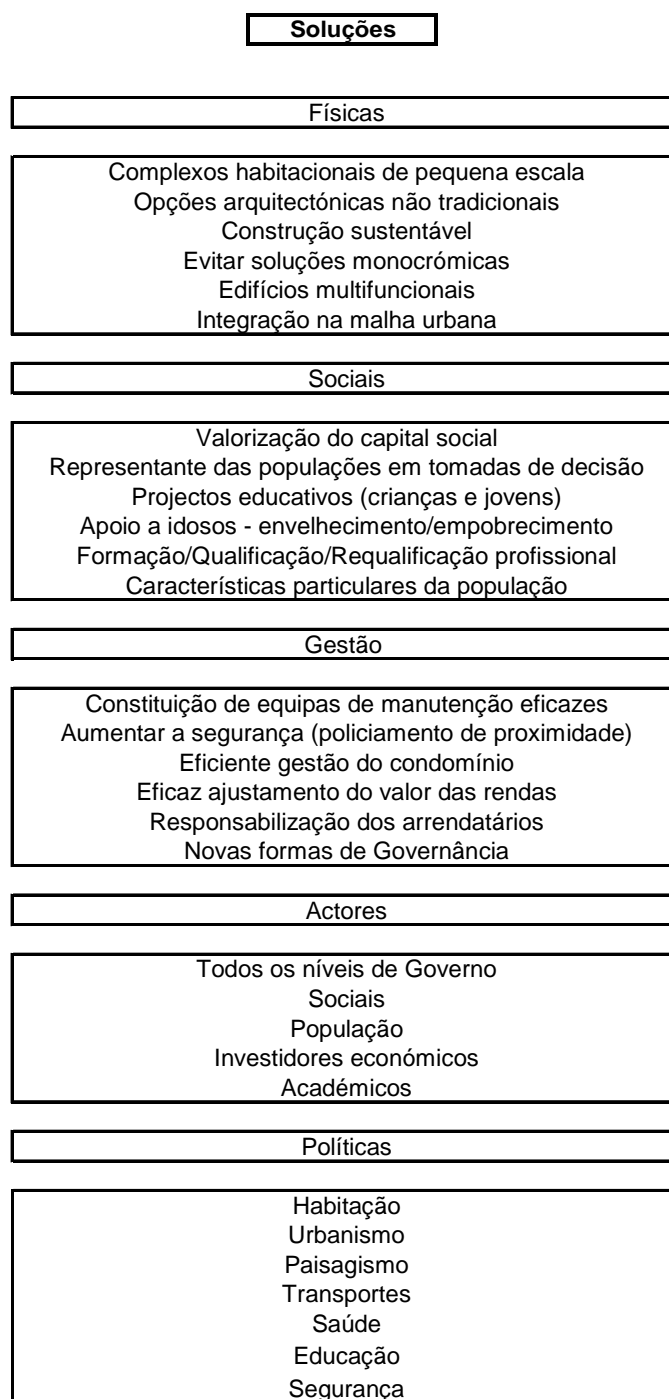 Soluções
Físicas
Complexos habitacionais de pequena escala
Opções arquitectónicas não tradicionais
Construção sustentável
Evitar soluções monocrómicas
Edifícios multifuncionais
Integração na malha urbana
Sociais
Valorização do capital social
Representante das populações em tomadas de decisão
Projectos educativos (crianças e jovens)
Apoio a idosos - envelhecimento/empobrecimento
Formação/Qualificação/Requalificação profissional
Características particulares da população
Gestão
Constituição de equipas de manutenção eficazes
Aumentar a segurança (policiamento de proximidade)
Eficiente gestão do condomínio
Eficaz ajustamento do valor das rendas
Responsabilização dos arrendatários
Novas formas de Governância
Actores
Todos os níveis de Governo
Sociais
População
Investidores económicos
Académicos
Políticas
Habitação
Urbanismo
Paisagismo
Transportes
Saúde
Educação
Segurança